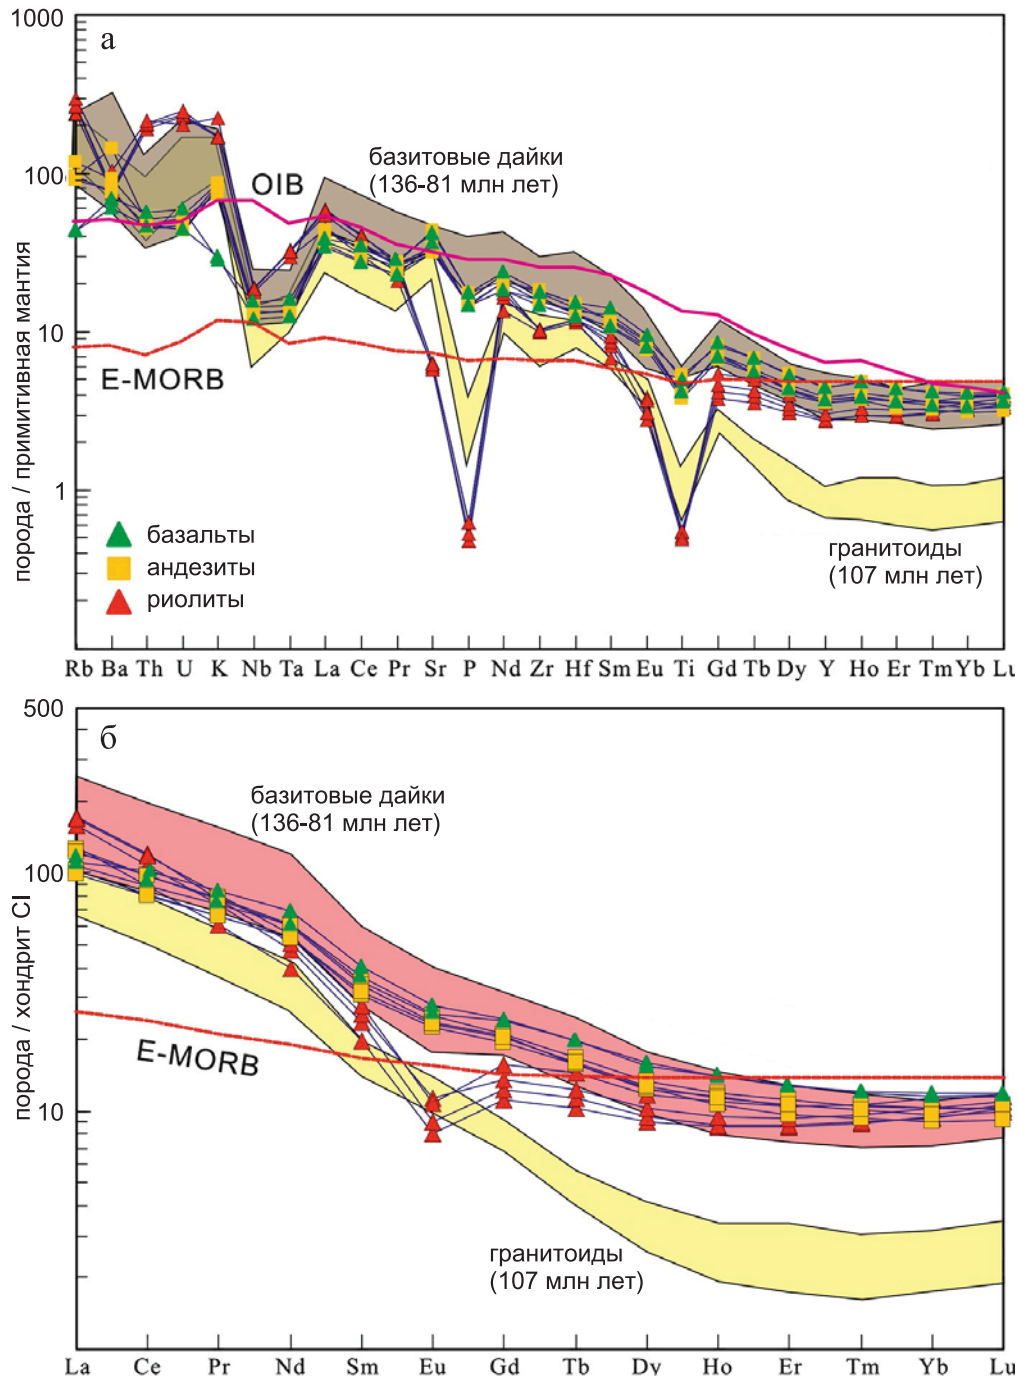 1000
а
базитовые дайки
(136-81 млн лет)
OIB
100
10
E-MORB
1
порода / примитивная мантия
базальты
андезиты
риолиты
гранитоиды
(107 млн лет)
Rb Ba Th U K Nb Ta La Ce Pr Sr P Nd Zr Hf Sm Eu Ti Gd Tb Dy Y Ho Er Tm Yb Lu
500
б
базитовые дайки
(136-81 млн лет)
100
E-MORB
порода / хондрит CI
10
гранитоиды
(107 млн лет)
1
La Ce Pr Nd Sm Eu Gd Tb Dy Ho Er Tm Yb Lu